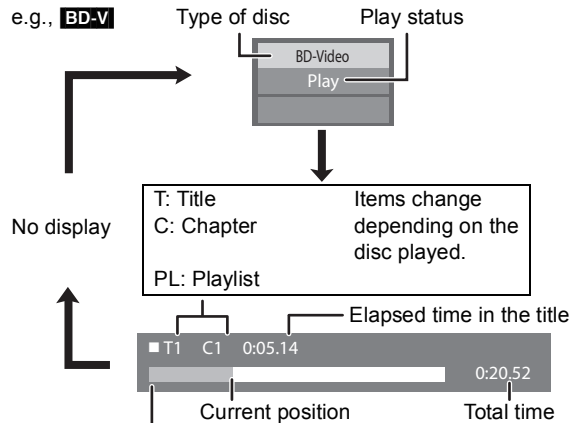 e.g., BD-V
Type of disc
Play status
BD-Video
Play
T: Title
C: Chapter
PL: Playlist
Items change
depending on the
disc played.
No display
Elapsed time in the title
T1 C1 0:05.14
0:20.52
Current position
Total time